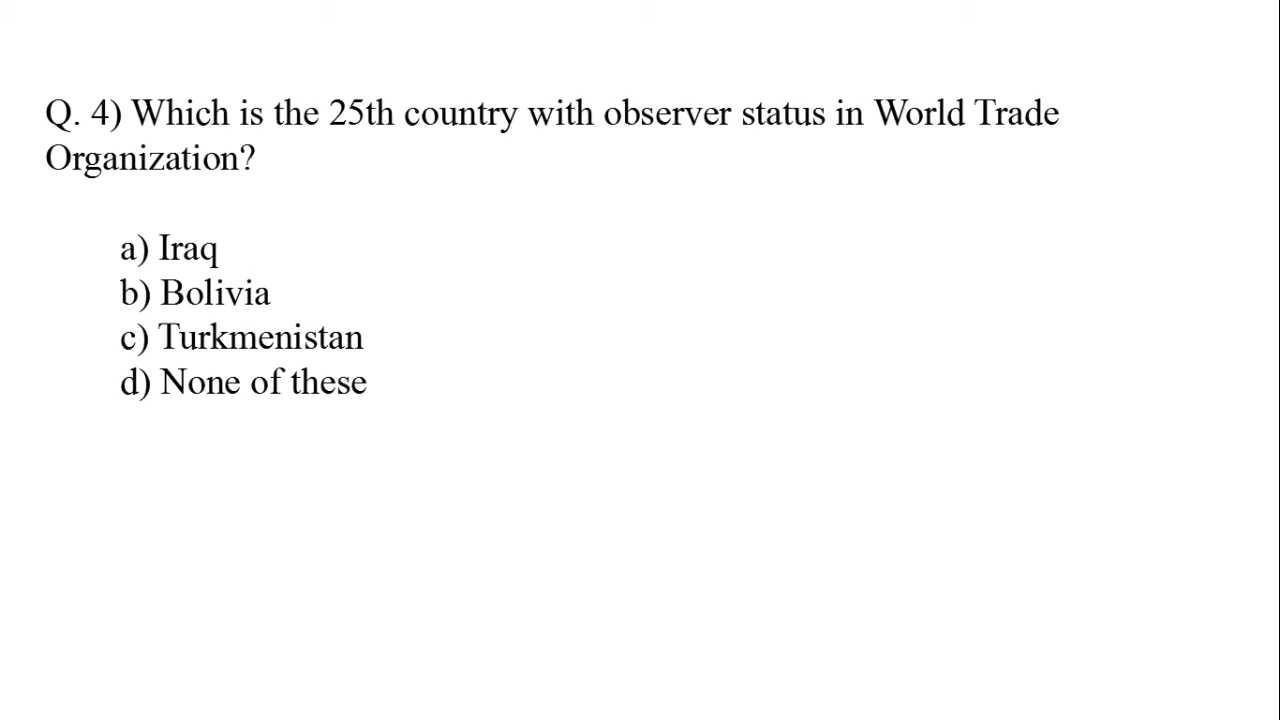 Q. 4) Which is the 25th country with observer status in World Trade
Organization?
a) Iraq
b) Bolivia
c) Turkmenistan
d) None of these